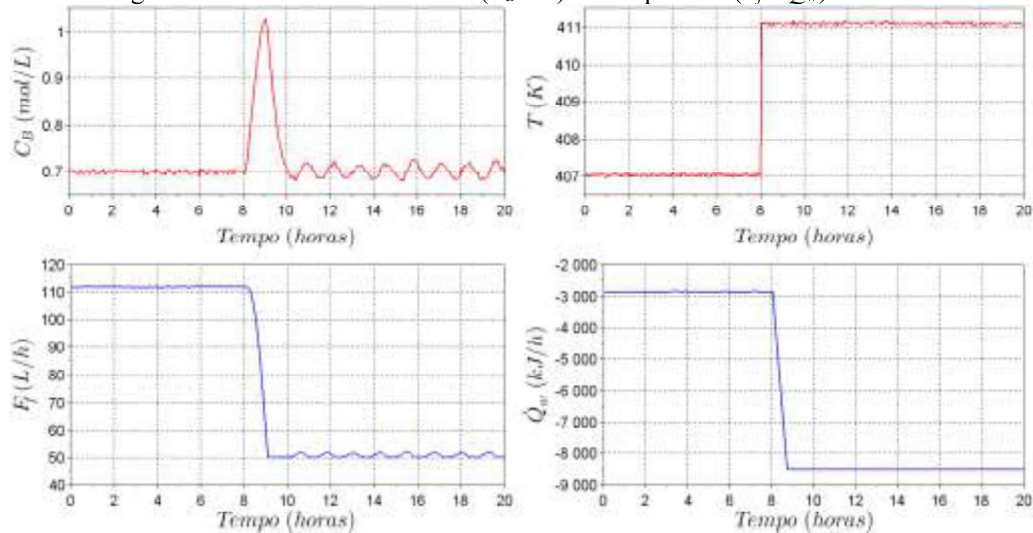 C_B (mol/L)
1
0.9
0.8
0.7
0 2 4 6 8 10 12 14 16 18 20
Tempo (horas)
T (K)
411
410
409
408
407
0 2 4 6 8 10 12 14 16 18 20
Tempo (horas)
F_f (L/h)
120
110
100
90
80
70
60
50
40
0 2 4 6 8 10 12 14 16 18 20
Tempo (horas)
Q̇_w (kJ/h)
-2 000
-3 000
-4 000
-5 000
-6 000
-7 000
-8 000
-9 000
0 2 4 6 8 10 12 14 16 18 20
Tempo (horas)